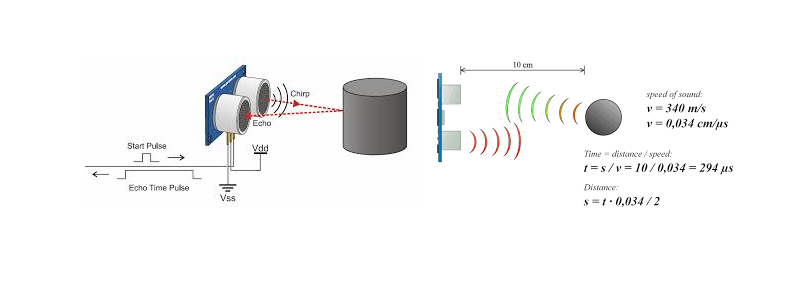 Chirp
Echo
Start Pulse
Vdd
Echo Time Pulse
Vss
10 cm
speed of sound:
v = 340 m/s
v = 0,034 cm/µs
Time = distance / speed:
t = s / v = 10 / 0,034 = 294 µs
Distance:
s = t · 0,034 / 2